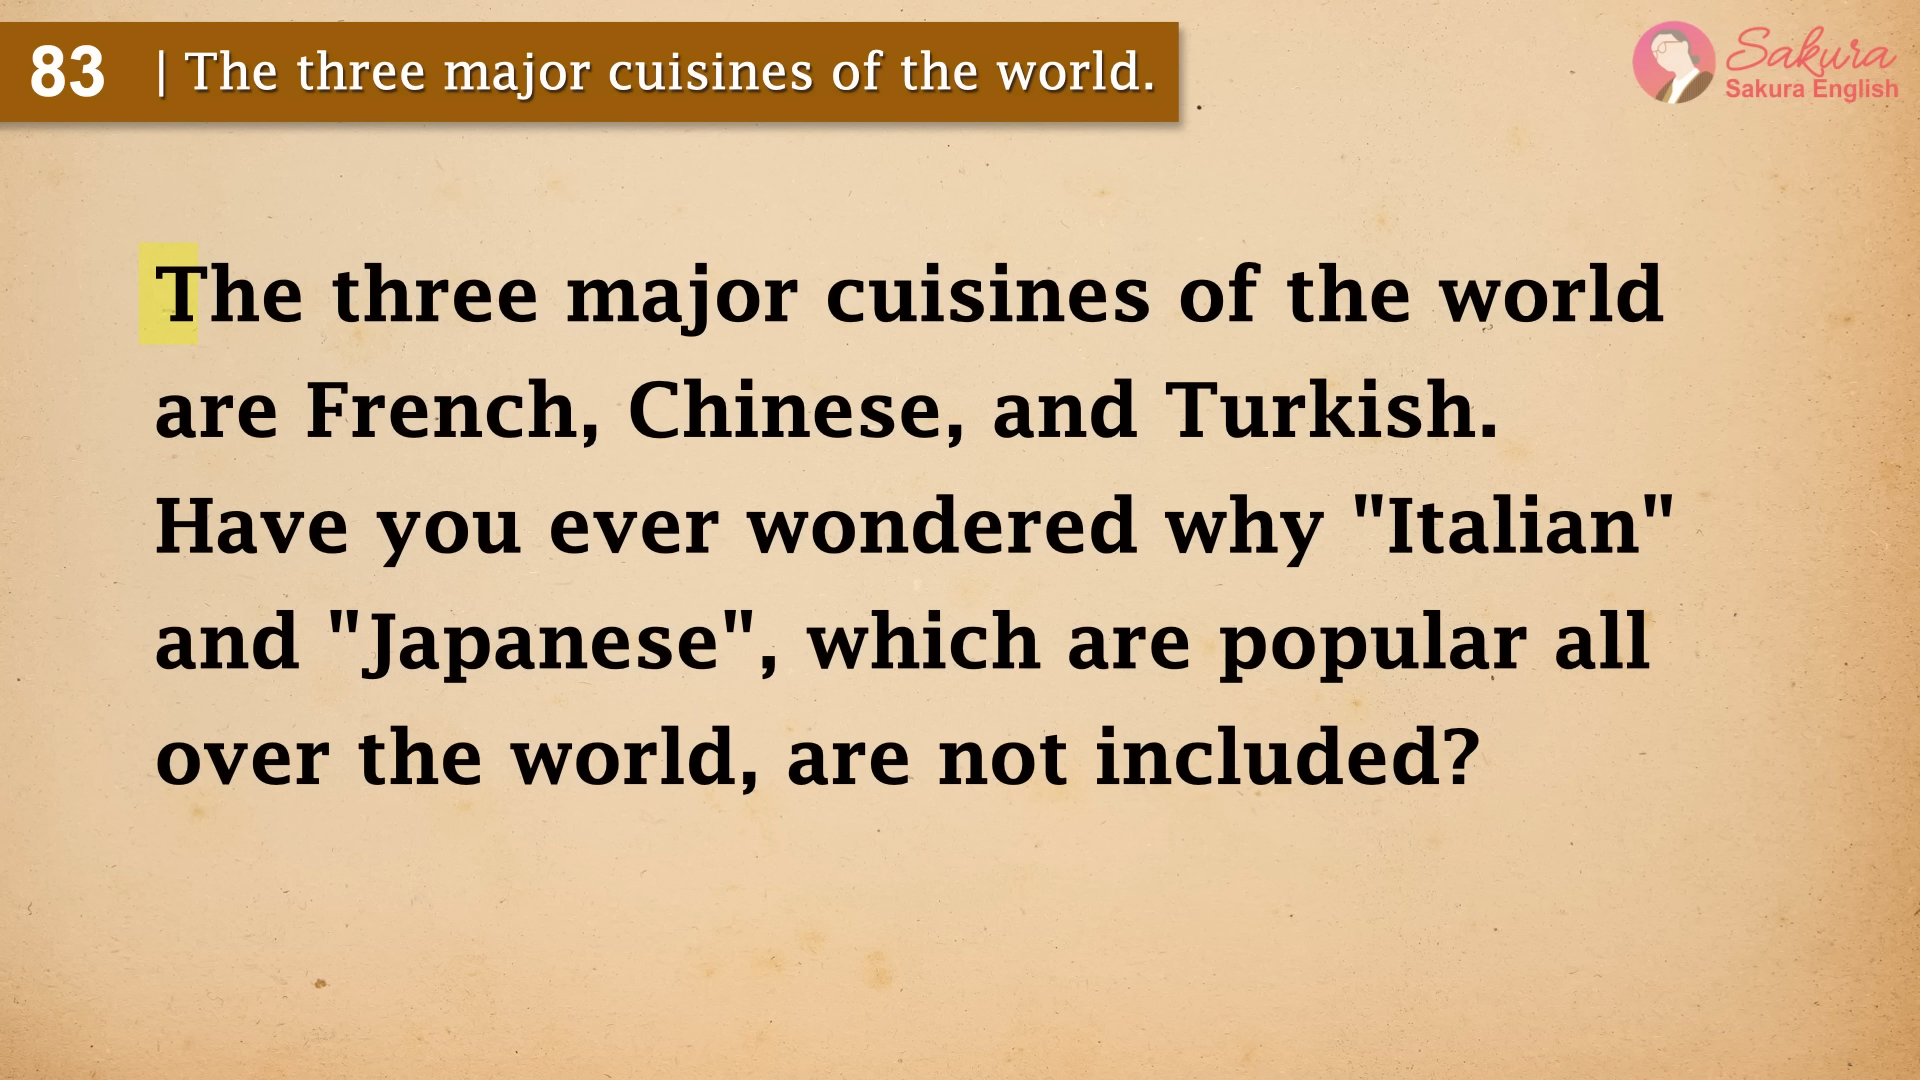 83 | The three major cuisines of the world.
Sakura
Sakura English
The three major cuisines of the world
are French, Chinese, and Turkish.
Have you ever wondered why "Italian"
and "Japanese", which are popular all
over the world, are not included?